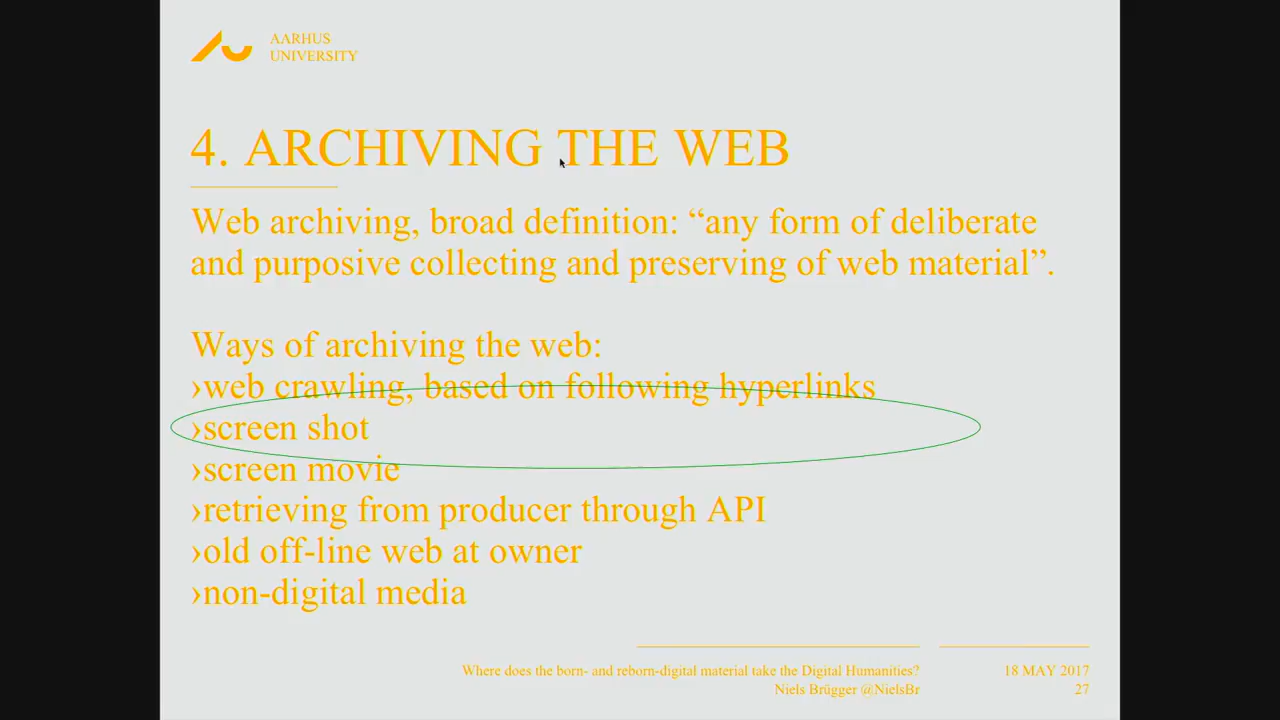 AARHUS
UNIVERSITY
4. ARCHIVING THE WEB
Web archiving, broad definition: “any form of deliberate
and purposive collecting and preserving of web material”.
Ways of archiving the web:
›web crawling, based on following hyperlinks
›screen shot
›screen movie
›retrieving from producer through API
›old off-line web at owner
›non-digital media
Where does the born- and reborn-digital material take the Digital Humanities?
Niels Brügger @NielsBr
18 MAY 2017
27